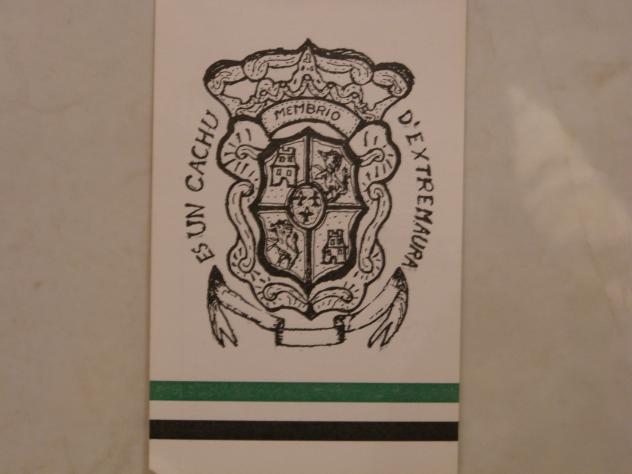 MEMBRIO
ES UN CACHU
D'EXTREMAURA